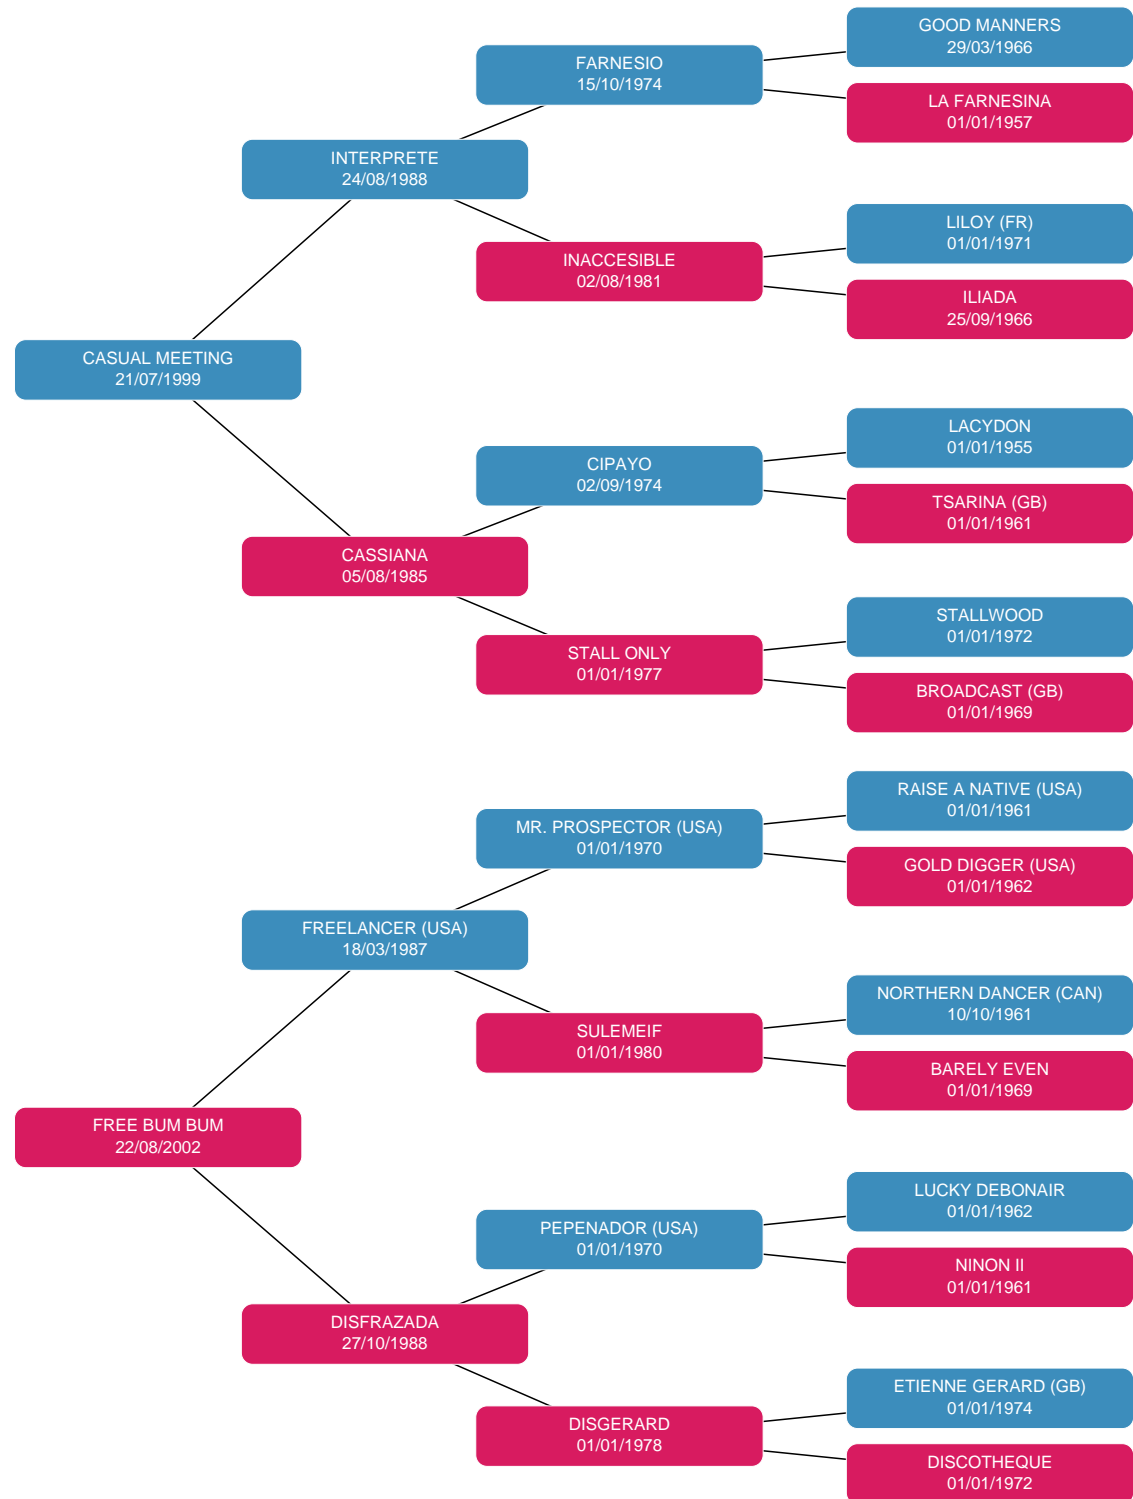 GOOD MANNERS
29/03/1966
FARNESIO
15/10/1974
LA FARNESINA
01/01/1957
INTERPRETE
24/08/1988
LILOY (FR)
01/01/1971
INACCESIBLE
02/08/1981
ILIADA
25/09/1966
CASUAL MEETING
21/07/1999
LACYDON
01/01/1955
CIPAYO
02/09/1974
TSARINA (GB)
01/01/1961
CASSIANA
05/08/1985
STALLWOOD
01/01/1972
STALL ONLY
01/01/1977
BROADCAST (GB)
01/01/1969
RAISE A NATIVE (USA)
01/01/1961
MR. PROSPECTOR (USA)
01/01/1970
GOLD DIGGER (USA)
01/01/1962
FREELANCER (USA)
18/03/1987
NORTHERN DANCER (CAN)
10/10/1961
SULEMEIF
01/01/1980
BARELY EVEN
01/01/1969
FREE BUM BUM
22/08/2002
LUCKY DEBONAIR
01/01/1962
PEPENADOR (USA)
01/01/1970
NINON II
01/01/1961
DISFRAZADA
27/10/1988
ETIENNE GERARD (GB)
01/01/1974
DISGERARD
01/01/1978
DISCOTHEQUE
01/01/1972